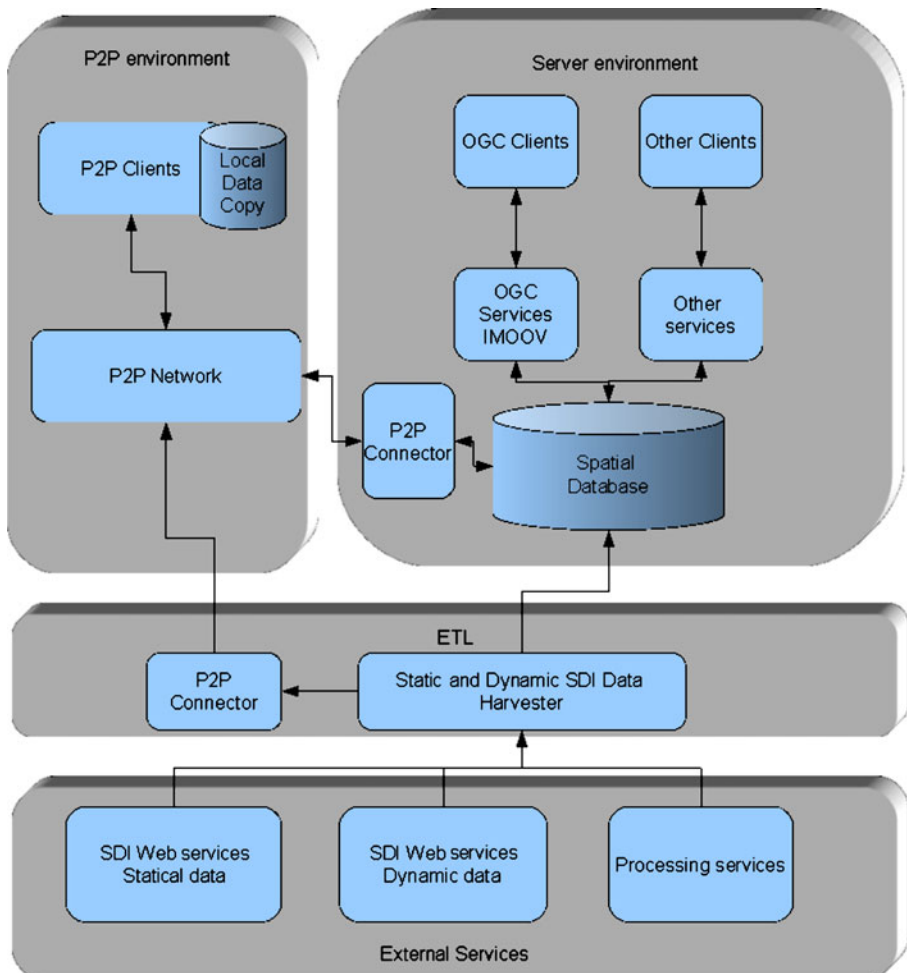 P2P environment
P2P Clients
Local
Data
Copy
P2P Network
Server environment
OGC Clients
Other Clients
OGC
Services
IMOOV
Other
services
P2P
Connector
Spatial
Database
ETL
P2P
Connector
Static and Dynamic SDI Data
Harvester
SDI Web services
Statical data
SDI Web services
Dynamic data
Processing services
External Services